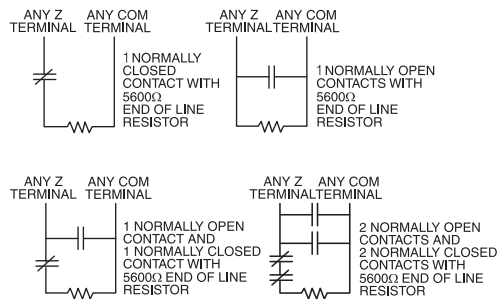 ANY Z
TERMINAL
ANY COM
TERMINAL
1 NORMALLY
CLOSED
CONTACT WITH
5600Ω
END OF LINE
RESISTOR
ANY Z
TERMINAL
ANY COM
TERMINAL
1 NORMALLY OPEN
CONTACTS WITH
5600Ω
END OF LINE
RESISTOR
ANY Z
TERMINAL
ANY COM
TERMINAL
1 NORMALLY OPEN
CONTACT AND
1 NORMALLY CLOSED
CONTACT WITH
5600Ω END OF LINE
RESISTOR
ANY Z
TERMINAL
ANY COM
TERMINAL
2 NORMALLY OPEN
CONTACTS AND
2 NORMALLY CLOSED
CONTACTS WITH
5600Ω END OF LINE
RESISTOR